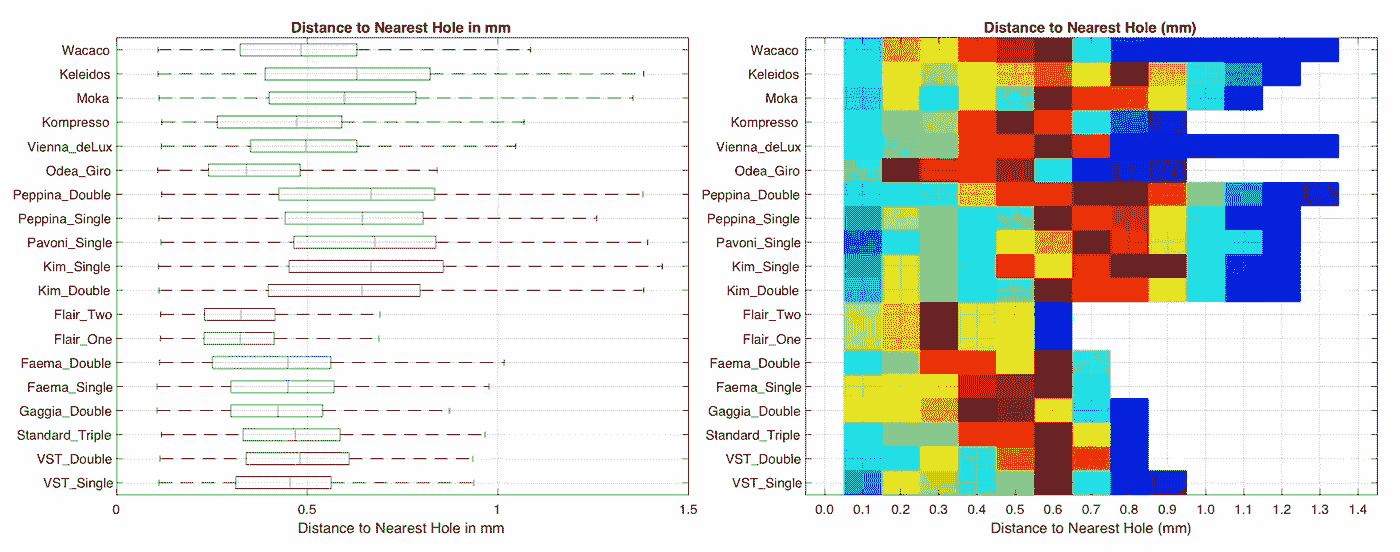 Distance to Nearest Hole in mm
Wacaco
Keleidos
Moka
Kompresso
Vienna_deLux
Odea_Giro
Peppina_Double
Peppina_Single
Pavoni_Single
Kim_Single
Kim_Double
Flair_Two
Flair_One
Faema_Double
Faema_Single
Gaggia_Double
Standard_Triple
VST_Double
VST_Single
0 0.5 1 1.5
Distance to Nearest Hole in mm
Distance to Nearest Hole (mm)
Wacaco
Keleidos
Moka
Kompresso
Vienna_deLux
Odea_Giro
Peppina_Double
Peppina_Single
Pavoni_Single
Kim_Single
Kim_Double
Flair_Two
Flair_One
Faema_Double
Faema_Single
Gaggia_Double
Standard_Triple
VST_Double
VST_Single
0.0 0.1 0.2 0.3 0.4 0.5 0.6 0.7 0.8 0.9 1.0 1.1 1.2 1.3 1.4
Distance to Nearest Hole (mm)